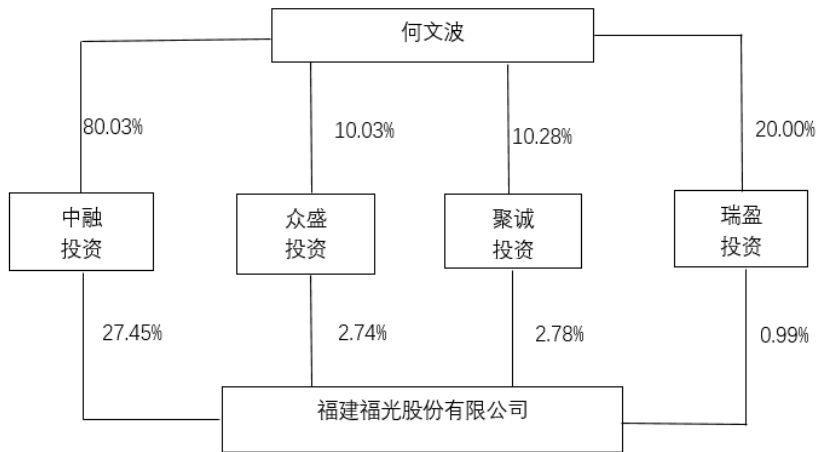 何文波
80.03%
10.03%
10.28%
20.00%
中融
投资
众盛
投资
聚诚
投资
瑞盈
投资
27.45%
2.74%
2.78%
0.99%
福建福光股份有限公司